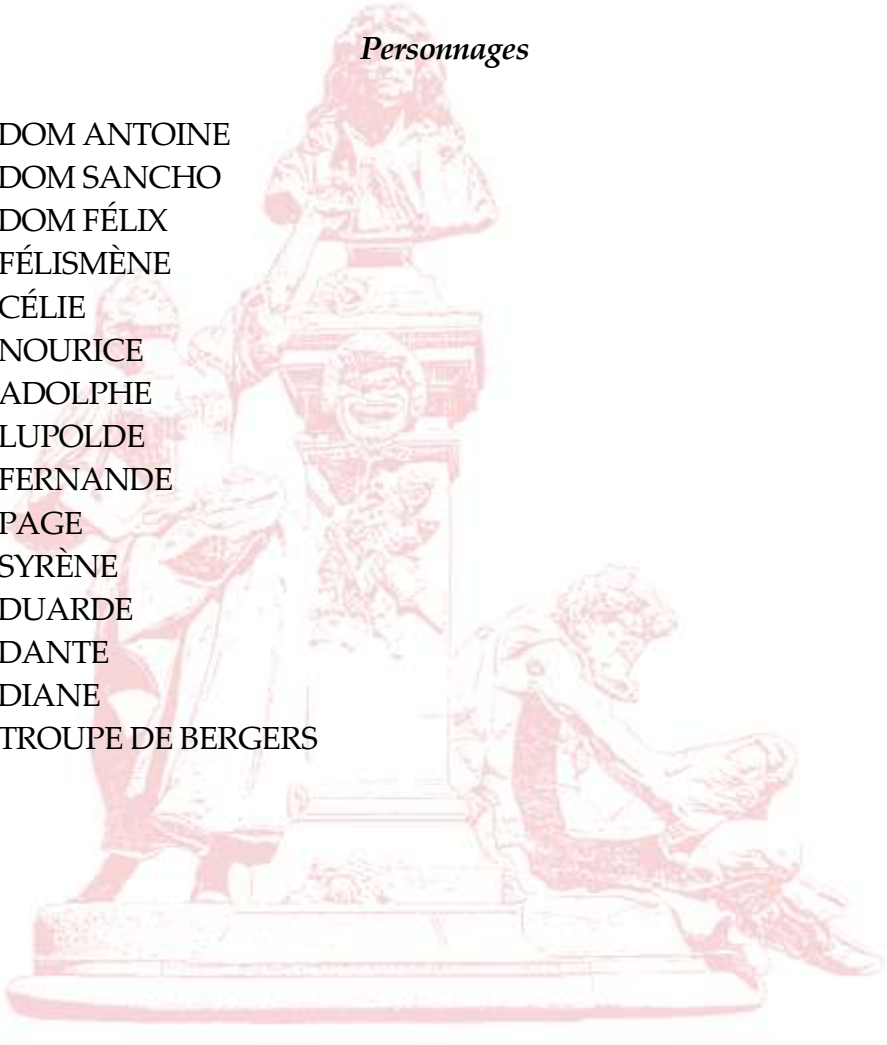 Personnages
DOM ANTOINE
DOM SANCHO
DOM FÉLIX
FÉLISMÈNE
CÉLIE
NOURICE
ADOLPHE
LUPOLDE
FERNANDE
PAGE
SYRÈNE
DUARDE
DANTE
DIANE
TROUPE DE BERGERS